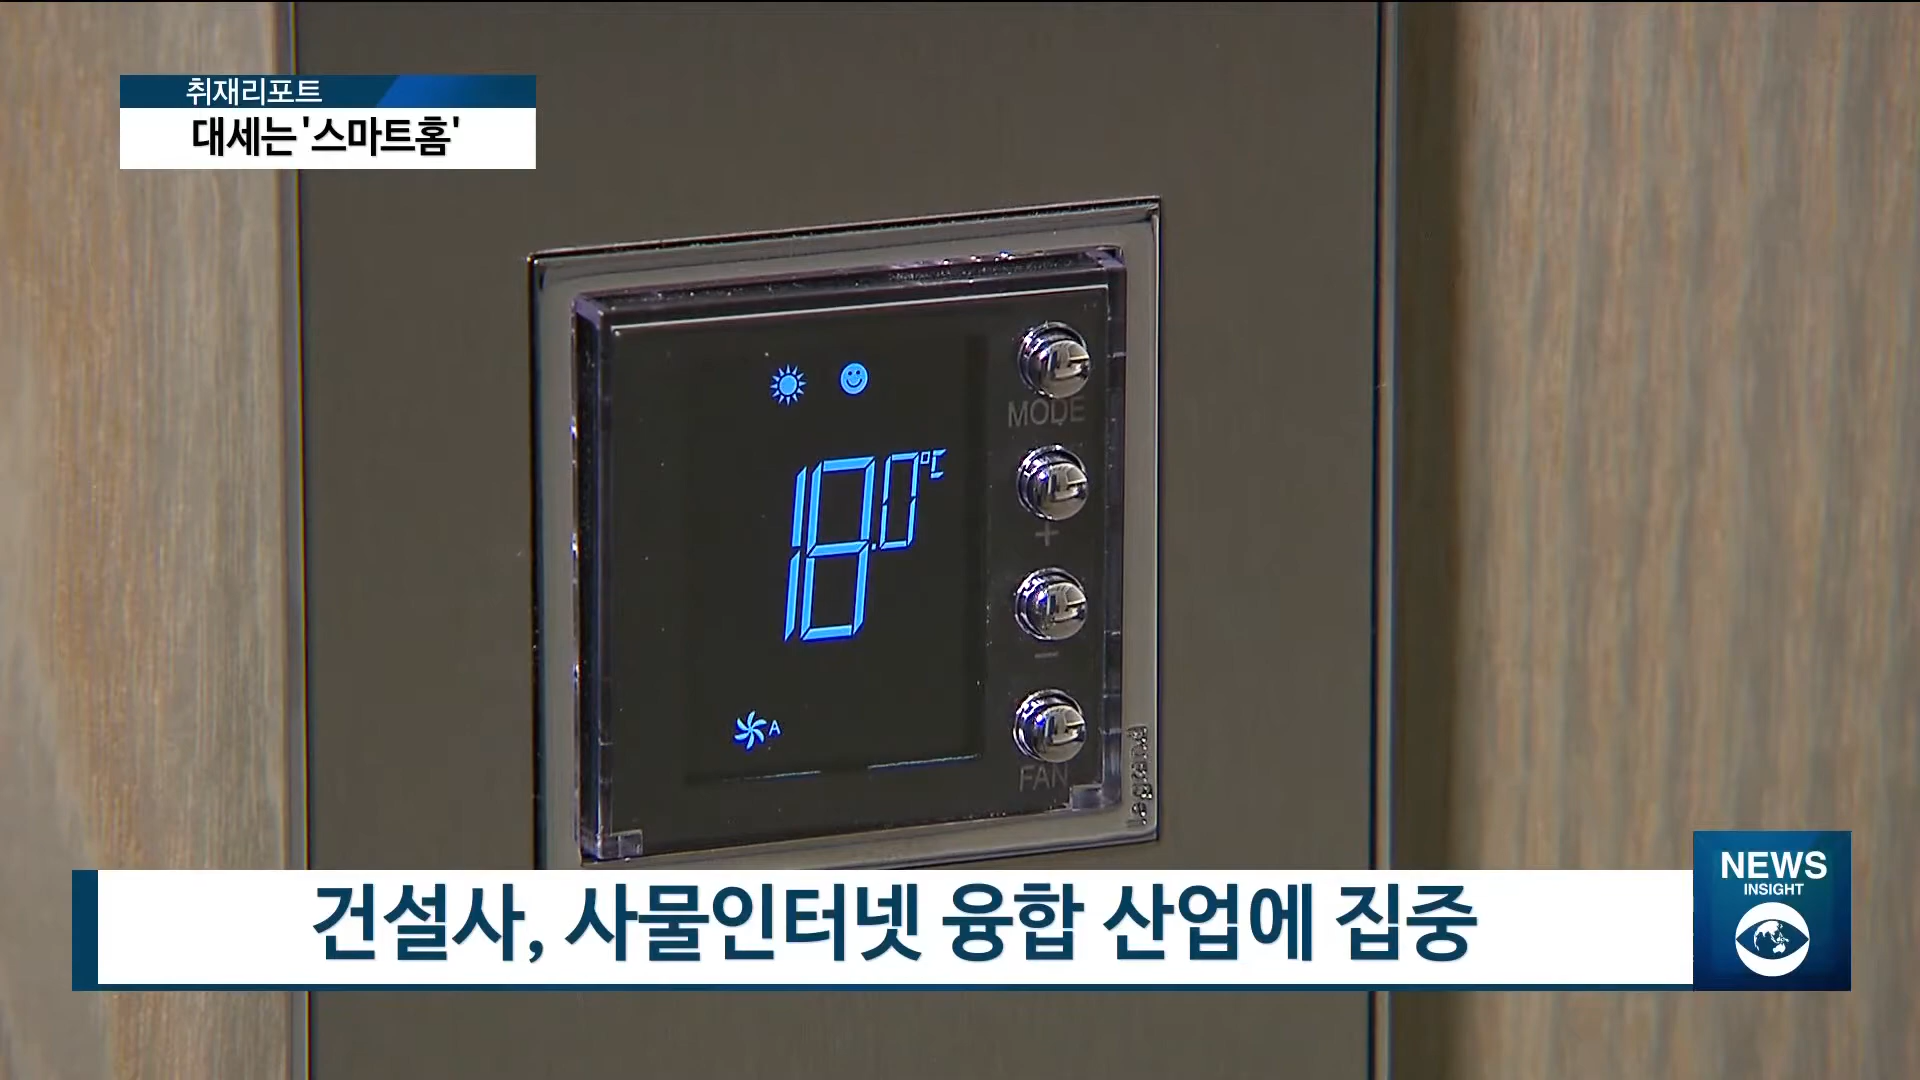 취재리포트
대세는 '스마트홈'
18.0°C
MODE
+
−
A
FAN
legrand
건설사, 사물인터넷 융합 산업에 집중
NEWS
INSIGHT